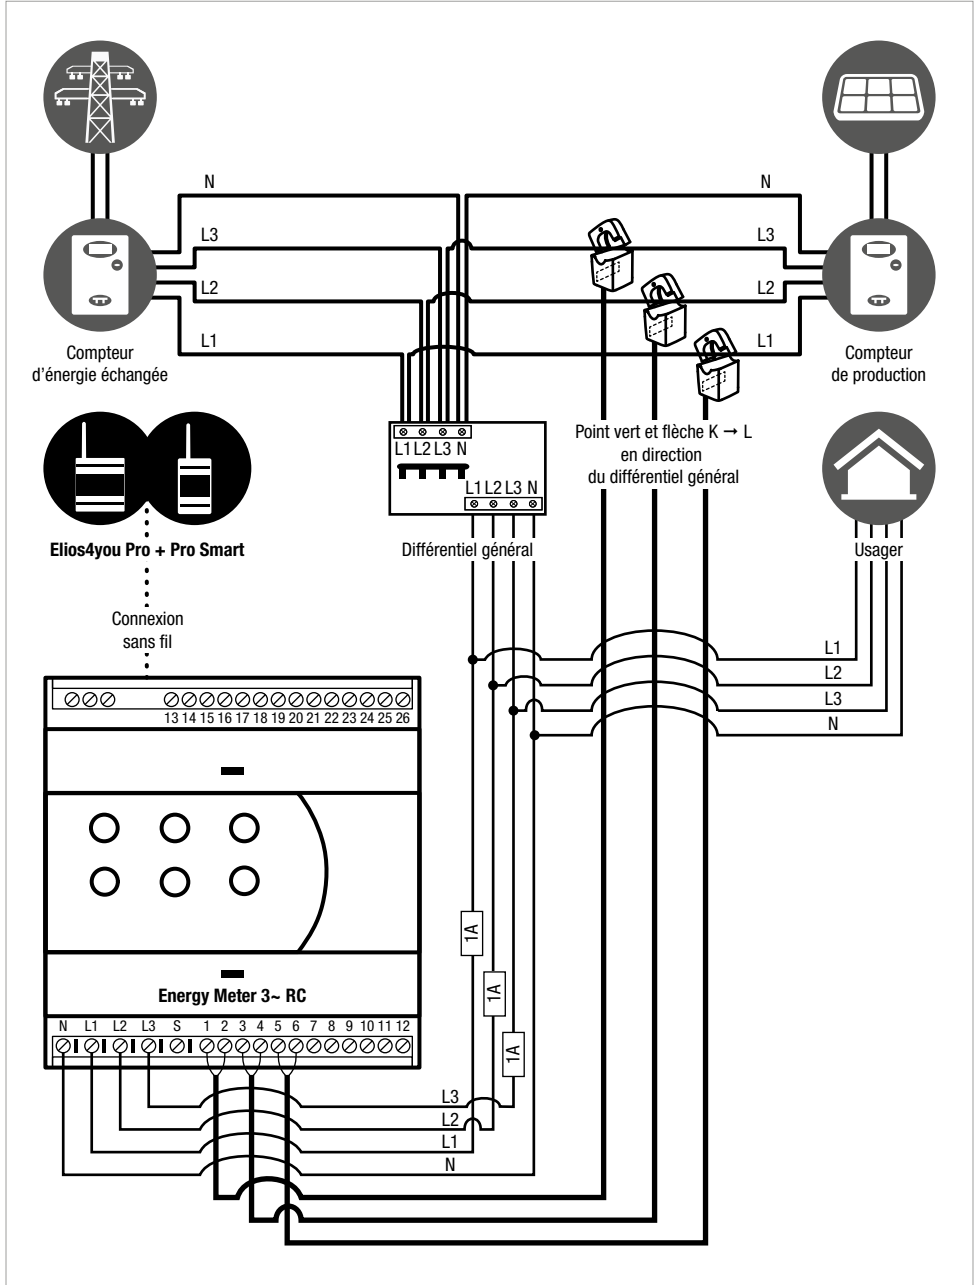 N
N
L3
L3
L2
L2
L1
L1
Compteur
d'énergie échangée
Compteur
de production
L1 L2 L3 N
L1 L2 L3 N
Point vert et flèche K → L
en direction
du différentiel général
Elios4you Pro + Pro Smart
Différentiel général
Usager
Connexion
sans fil
L1
L2
L3
N
13 14 15 16 17 18 19 20 21 22 23 24 25 26
1A
1A
1A
Energy Meter 3~ RC
N L1 L2 L3 S 1 2 3 4 5 6 7 8 9 10 11 12
L3
L2
L1
N